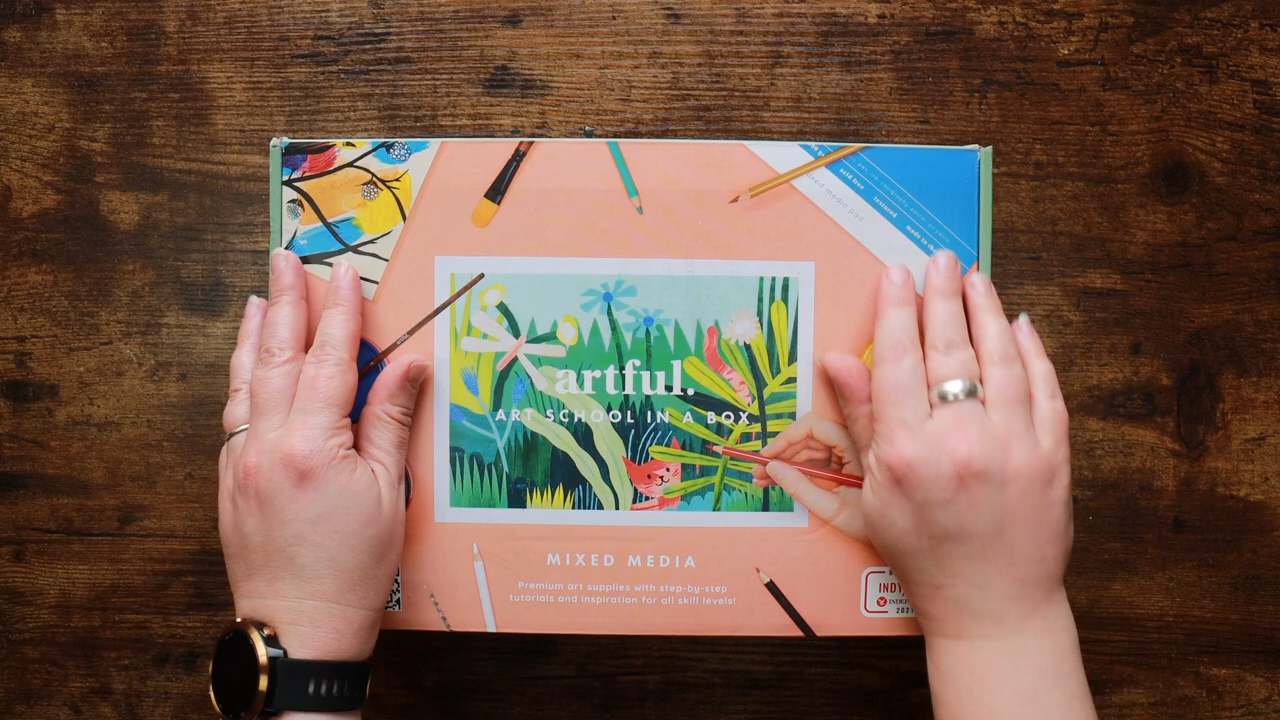 acid free
textured
mixed media pad
artful.
ART SCHOOL IN A BOX
MIXED MEDIA
Premium art supplies with step-by-step
tutorials and inspiration for all skill levels!